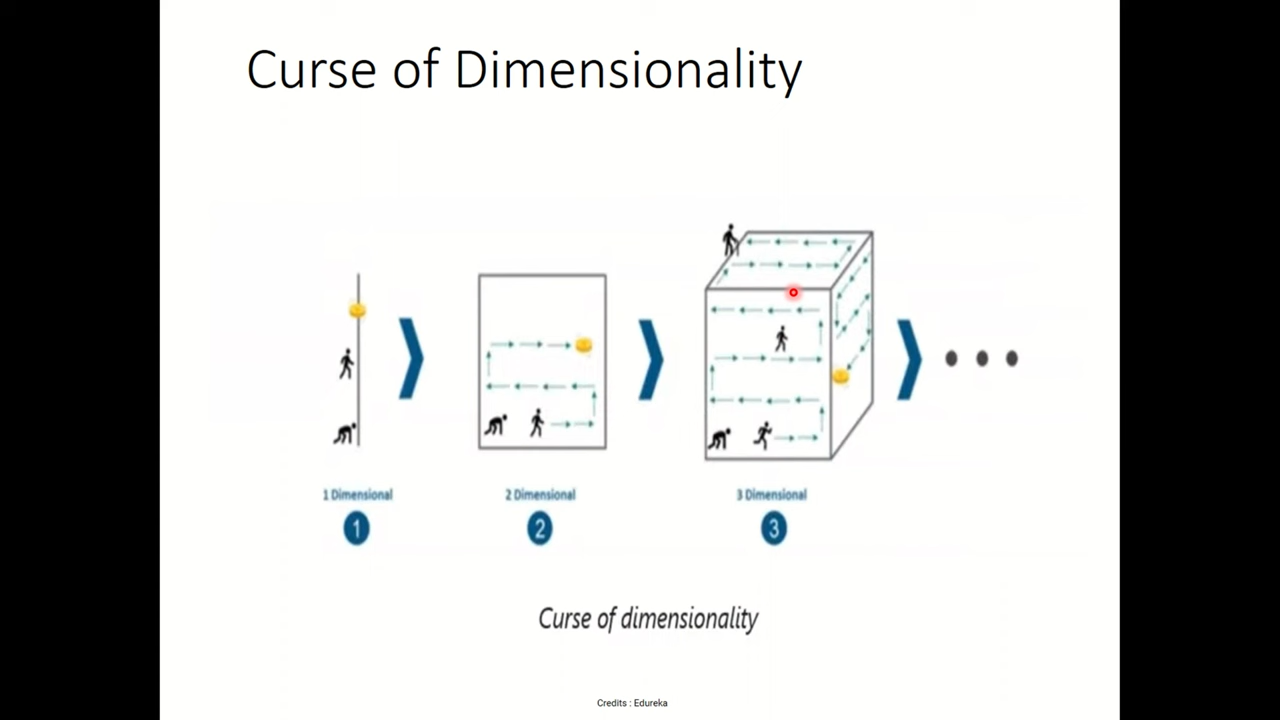 Curse of Dimensionality
1 Dimensional
2 Dimensional
3 Dimensional
1
2
3
Curse of dimensionality
Credits : Edureka